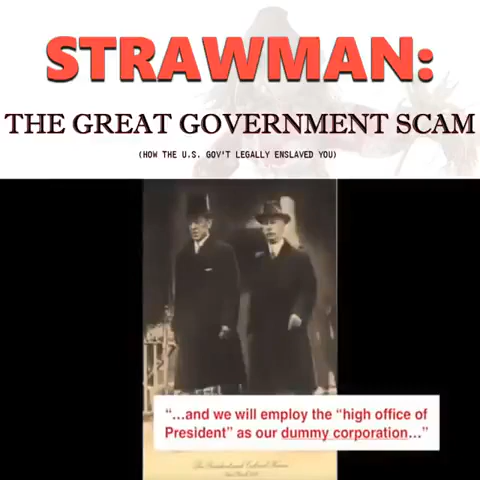 STRAWMAN:
THE GREAT GOVERNMENT SCAM
(HOW THE U.S. GOV'T LEGALLY ENSLAVED YOU)
"...and we will employ the "high office of
President" as our dummy corporation..."